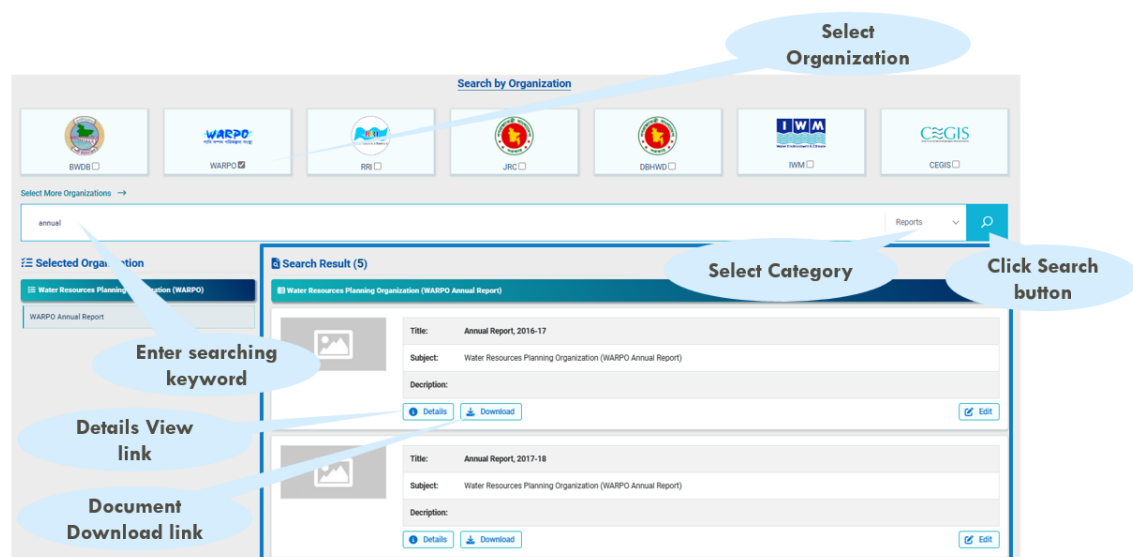 Select
Organization
Search by Organization
WARPO
IWM
CEGIS
BWDB
WARPO
RRI
JRC
DBHWD
IWM
CEGIS
Select More Organizations →
annual
Reports
Selected Organization
Search Result (5)
Select Category
Click Search
button
Water Resources Planning Organization (WARPO)
Water Resources Planning Organization (WARPO Annual Report)
WARPO Annual Report
Title: Annual Report, 2016-17
Enter searching
keyword
Subject: Water Resources Planning Organization (WARPO Annual Report)
Decription:
Details Download Edit
Details View
link
Title: Annual Report, 2017-18
Subject: Water Resources Planning Organization (WARPO Annual Report)
Document
Download link
Decription:
Details Download Edit